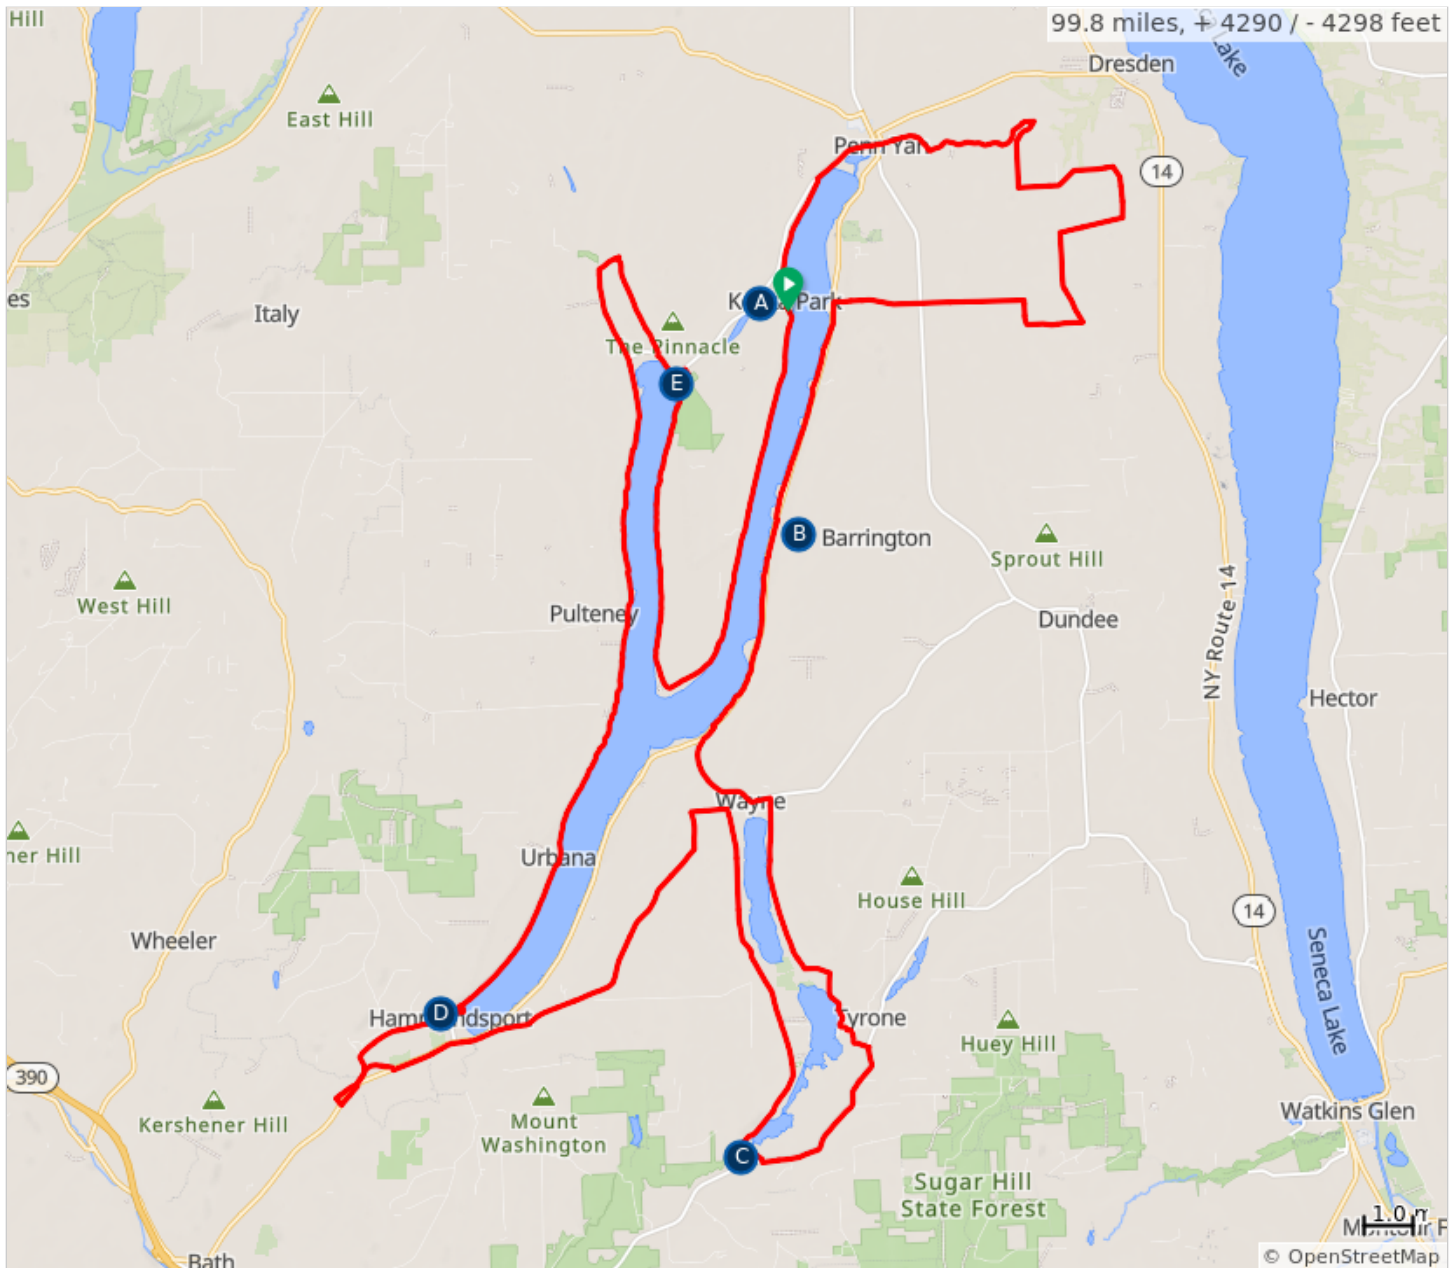 Hill
99.8 miles, + 4290 / - 4298 feet
Dresden
East Hill
Penn Yan
14
Italy
A
The Pinnacle
E
B
Barrington
Sprout Hill
West Hill
Pulteney
Dundee
NY Route 14
Hector
Wayne
Urbana
House Hill
14
Wheeler
Seneca Lake
D
Tyrone
Huey Hill
390
Kershener Hill
Mount
Washington
Watkins Glen
C
Sugar Hill
State Forest
1.0
Bath
© OpenStreetMap